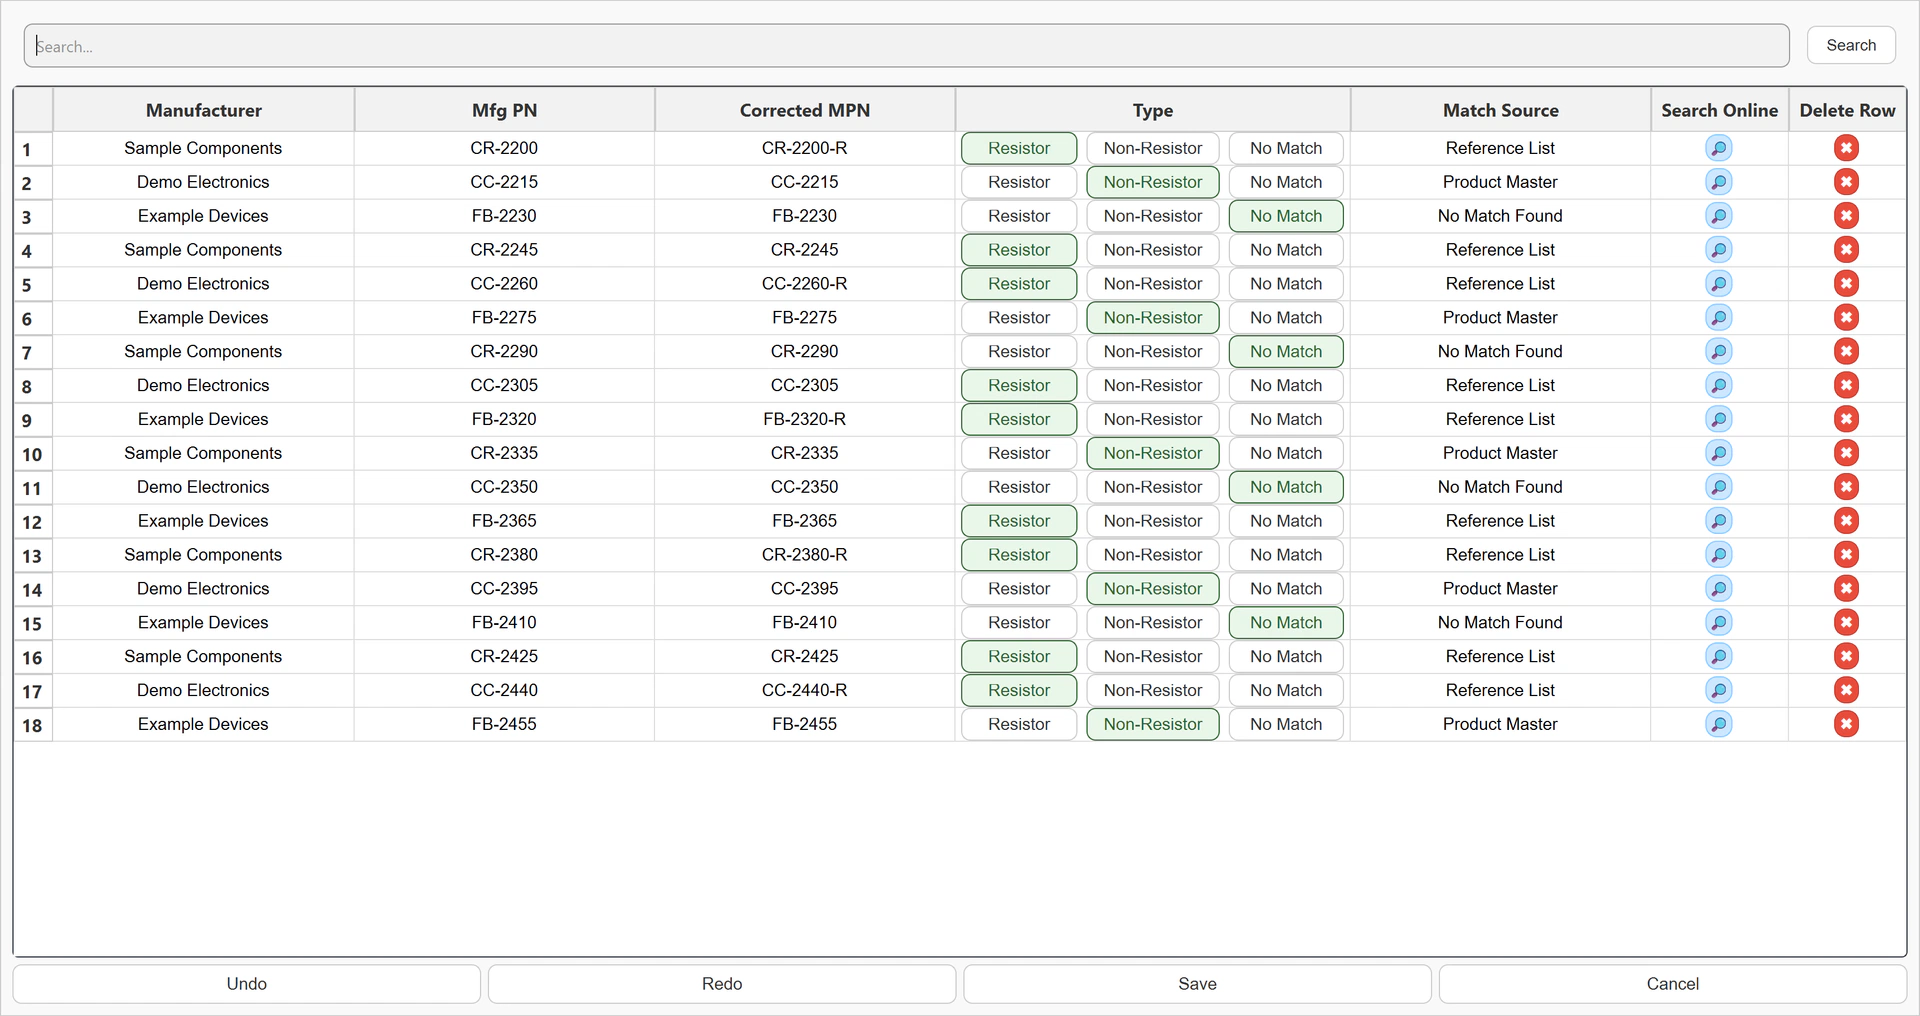 Search...
Search
Manufacturer Mfg PN Corrected MPN Type Match Source Search Online Delete Row
1 Sample Components CR-2200 CR-2200-R Resistor Non-Resistor No Match Reference List
2 Demo Electronics CC-2215 CC-2215 Resistor Non-Resistor No Match Product Master
3 Example Devices FB-2230 FB-2230 Resistor Non-Resistor No Match No Match Found
4 Sample Components CR-2245 CR-2245 Resistor Non-Resistor No Match Reference List
5 Demo Electronics CC-2260 CC-2260-R Resistor Non-Resistor No Match Reference List
6 Example Devices FB-2275 FB-2275 Resistor Non-Resistor No Match Product Master
7 Sample Components CR-2290 CR-2290 Resistor Non-Resistor No Match No Match Found
8 Demo Electronics CC-2305 CC-2305 Resistor Non-Resistor No Match Reference List
9 Example Devices FB-2320 FB-2320-R Resistor Non-Resistor No Match Reference List
10 Sample Components CR-2335 CR-2335 Resistor Non-Resistor No Match Product Master
11 Demo Electronics CC-2350 CC-2350 Resistor Non-Resistor No Match No Match Found
12 Example Devices FB-2365 FB-2365 Resistor Non-Resistor No Match Reference List
13 Sample Components CR-2380 CR-2380-R Resistor Non-Resistor No Match Reference List
14 Demo Electronics CC-2395 CC-2395 Resistor Non-Resistor No Match Product Master
15 Example Devices FB-2410 FB-2410 Resistor Non-Resistor No Match No Match Found
16 Sample Components CR-2425 CR-2425 Resistor Non-Resistor No Match Reference List
17 Demo Electronics CC-2440 CC-2440-R Resistor Non-Resistor No Match Reference List
18 Example Devices FB-2455 FB-2455 Resistor Non-Resistor No Match Product Master
Undo Redo Save Cancel